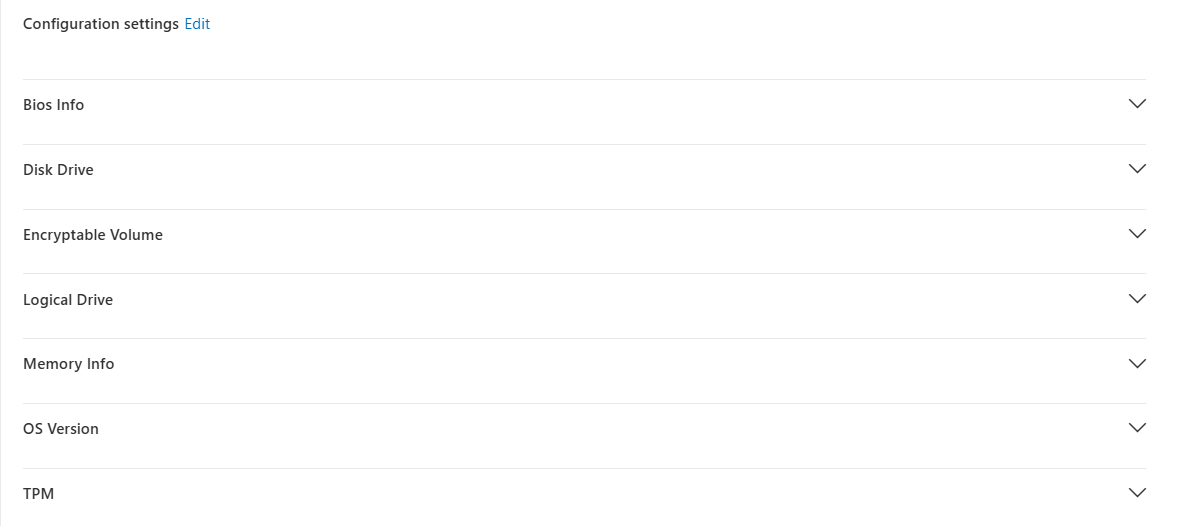 Configuration settings Edit
Bios Info
Disk Drive
Encryptable Volume
Logical Drive
Memory Info
OS Version
TPM